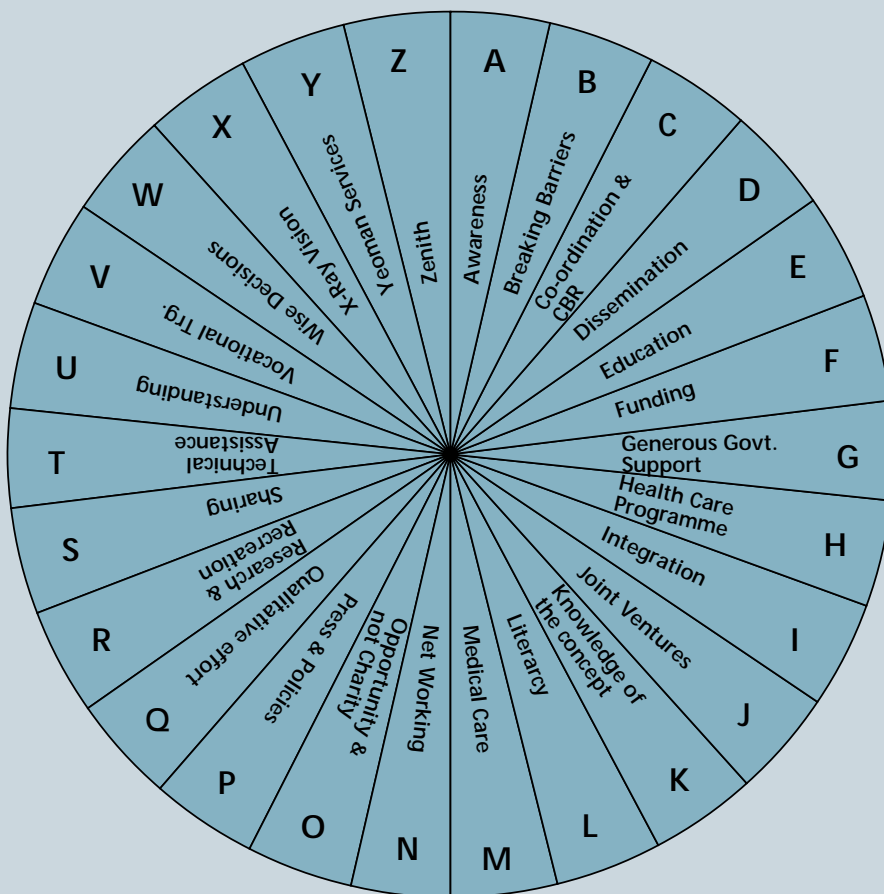 A
Awareness
B
Breaking Barriers
C
Co-ordination &
CBR
D
Dissemination
E
Education
F
Funding
G
Generous Govt.
Support
H
Health Care
Programme
I
Integration
J
Joint Ventures
K
Knowledge of
the concept
L
Literarcy
M
Medical Care
N
Net Working
O
Opportunity &
not Charity
P
Press & Policies
Q
Qualitative effort
R
Research &
Recreation
S
Sharing
T
Technical
Assistance
U
Understanding
V
Vocational Trg.
W
Wise Decisions
X
X-Ray Vision
Y
Yeoman Services
Z
Zenith